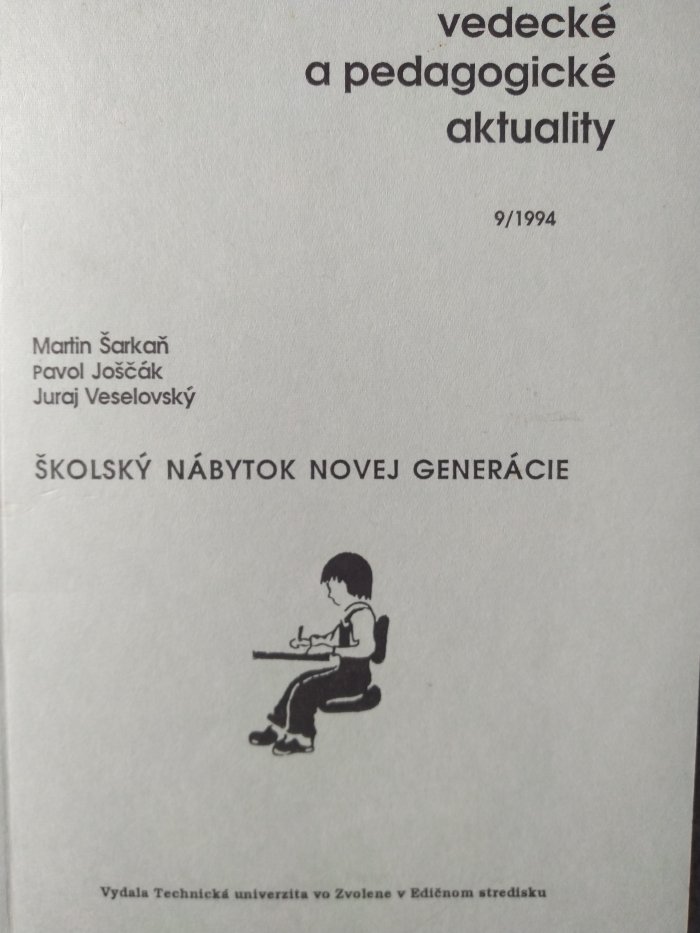 vedecké
a pedagogické
aktuality
9/1994
Martin Šarkaň
Pavol Joščák
Juraj Veselovský
ŠKOLSKÝ NÁBYTOK NOVEJ GENERÁCIE
Vydala Technická univerzita vo Zvolene v Edičnom stredisku